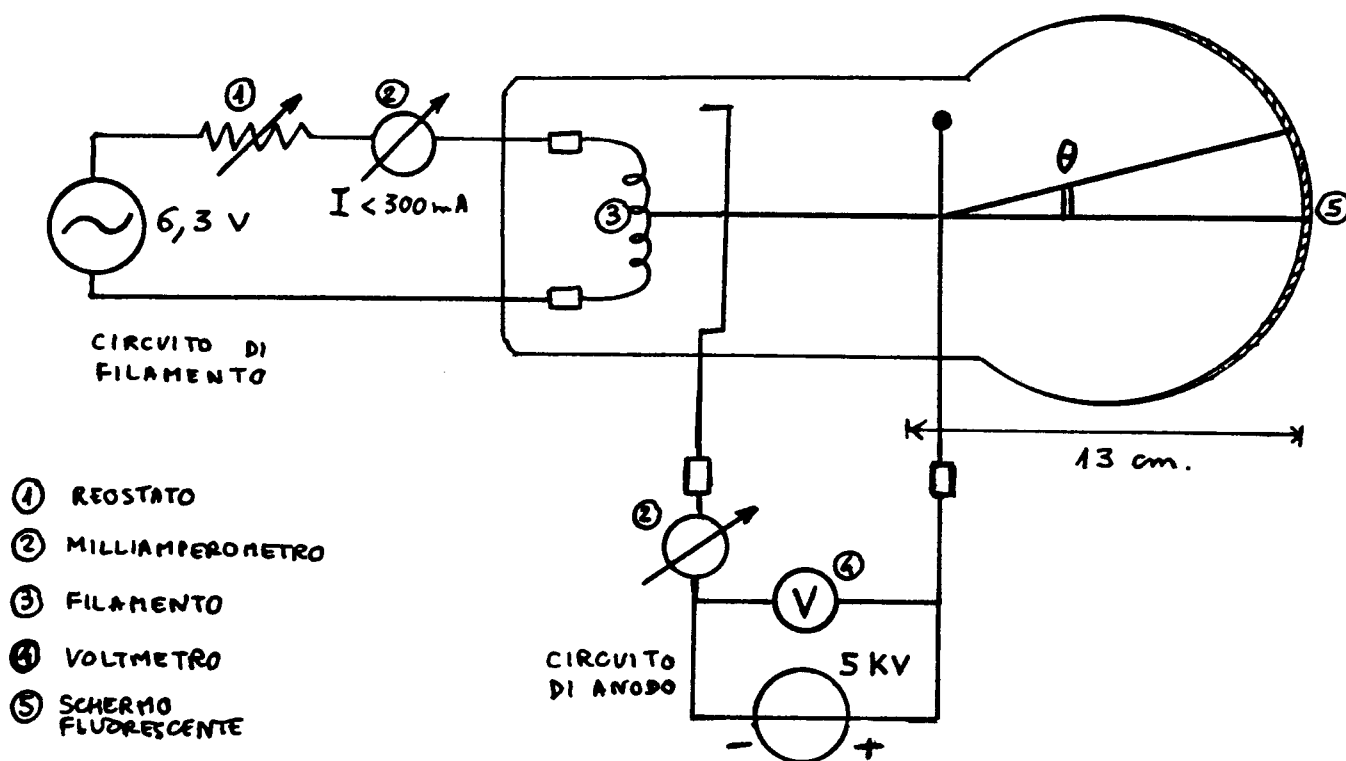 ①
②
6,3 V
I < 300 mA
③
θ
⑤
CIRCUITO DI
FILAMENTO
13 cm.
① REOSTATO
② MILLIAMPEROMETRO
③ FILAMENTO
④ VOLTMETRO
⑤ SCHERMO
FLUORESCENTE
②
④
V
CIRCUITO
DI ANODO
5 KV
- +